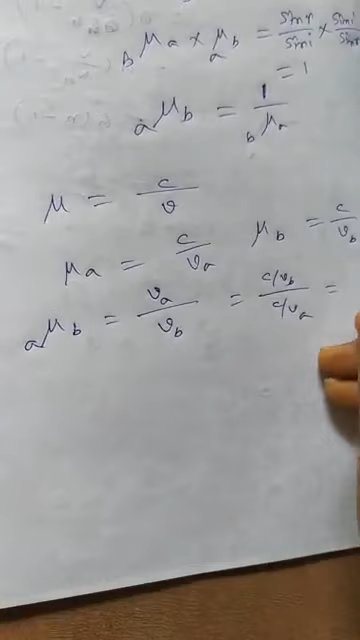 bμa × aμb = sin r/sin i × sin i/sin r
= 1
aμb = 1/bμa
μ = c/v
μa = c/va μb = c/vb
aμb = va/vb = c/vb/c/va =